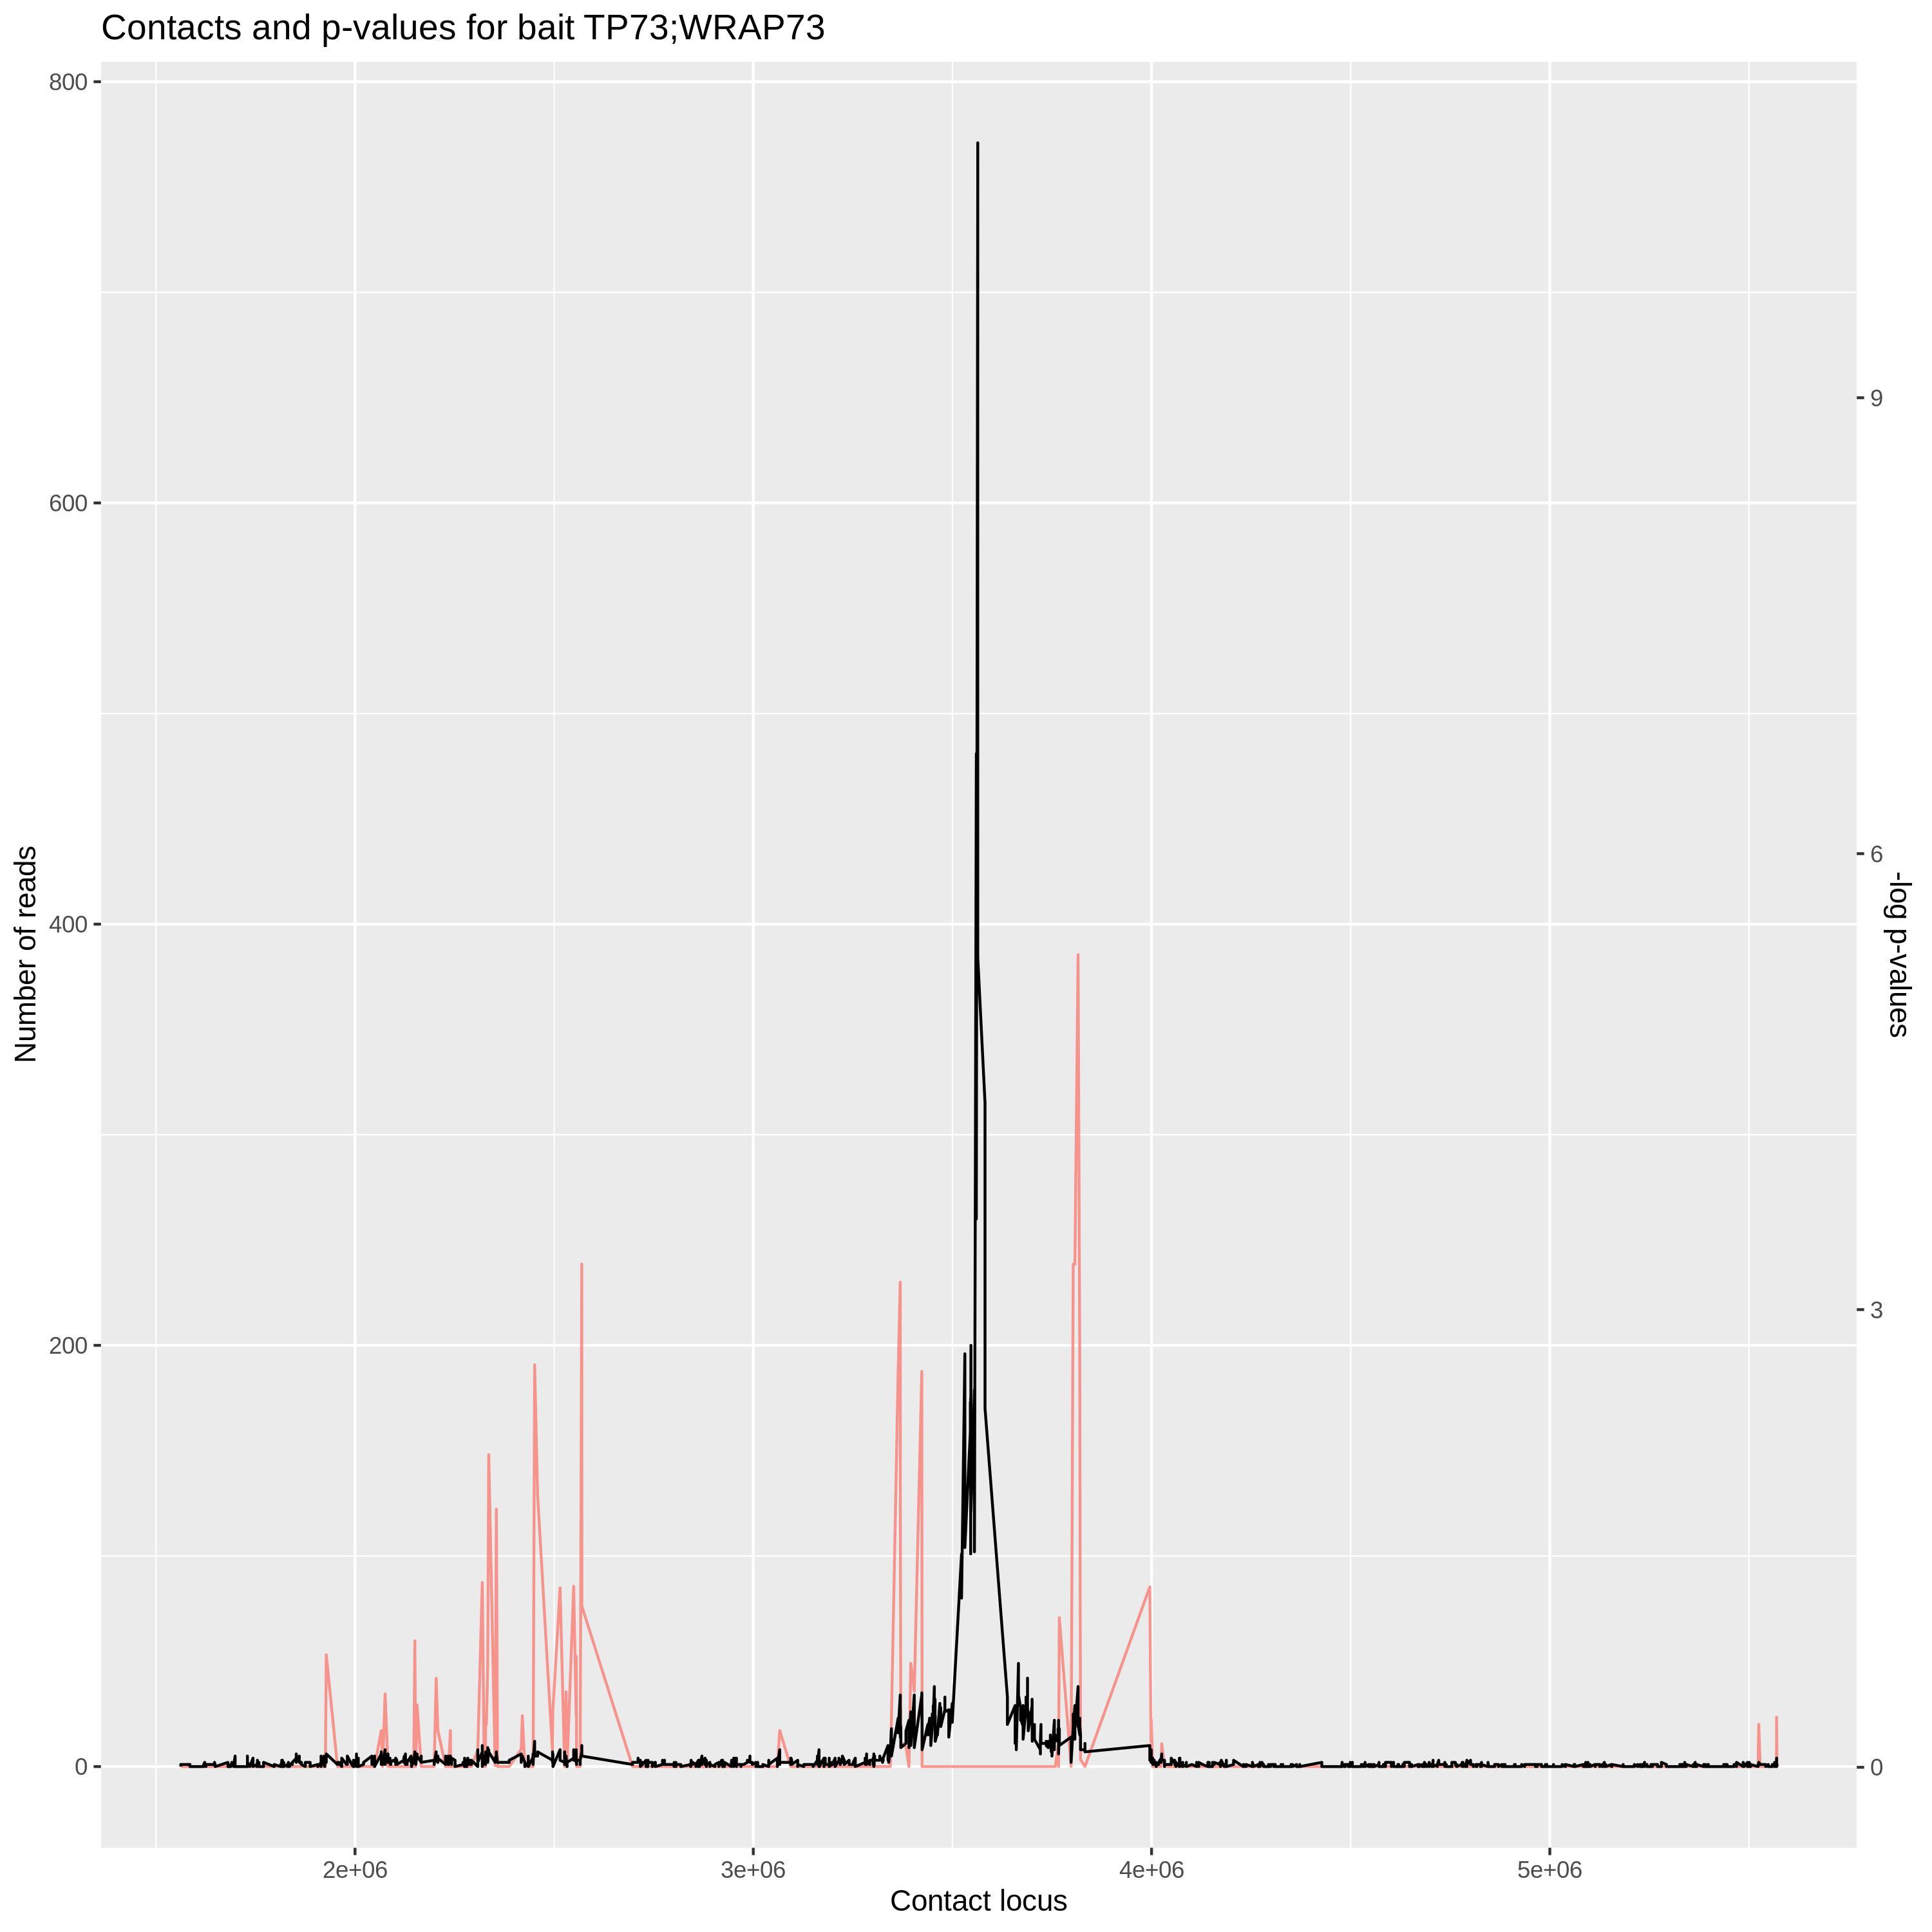 Contacts and p-values for bait TP73;WRAP73
800
600
400
200
0
Number of reads
9
6
3
0
-log p-values
2e+06
3e+06
4e+06
5e+06
Contact locus